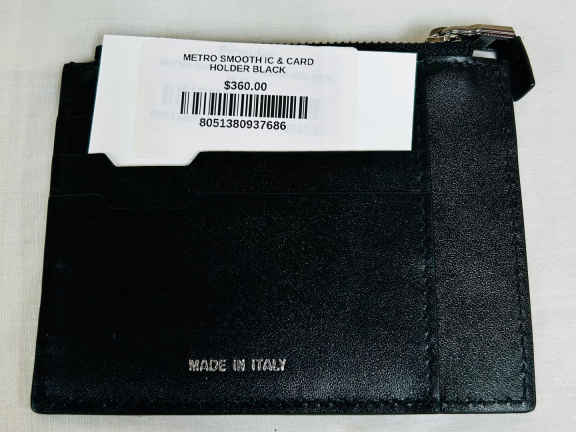 METRO SMOOTH IC & CARD
HOLDER BLACK
$360.00
8051380937686
MADE IN ITALY